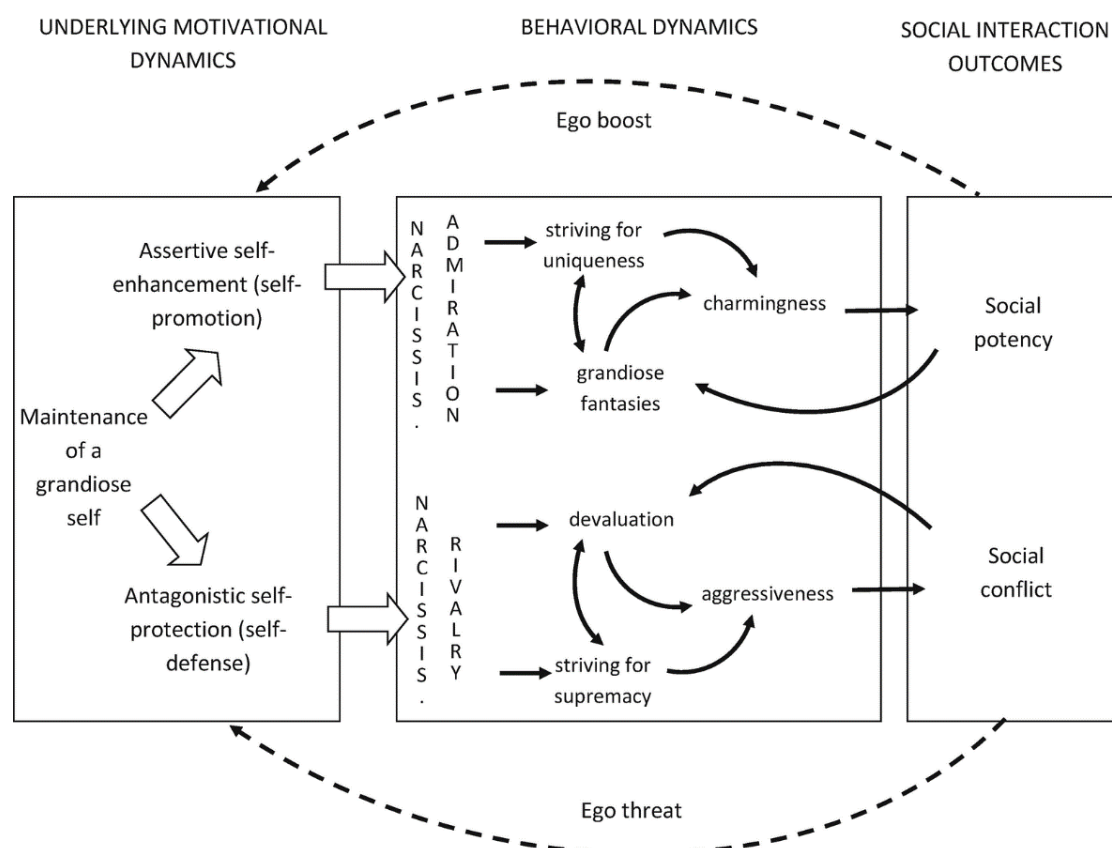 UNDERLYING MOTIVATIONAL
DYNAMICS
BEHAVIORAL DYNAMICS
SOCIAL INTERACTION
OUTCOMES
Ego boost
Maintenance
of a
grandiose
self
Assertive self-
enhancement (self-
promotion)
Antagonistic self-
protection (self-
defense)
NARCISSIS.
ADMIRATION
striving for
uniqueness
charmingness
grandiose
fantasies
NARCISSIS.
RIVALRY
devaluation
aggressiveness
striving for
supremacy
Social
potency
Social
conflict
Ego threat